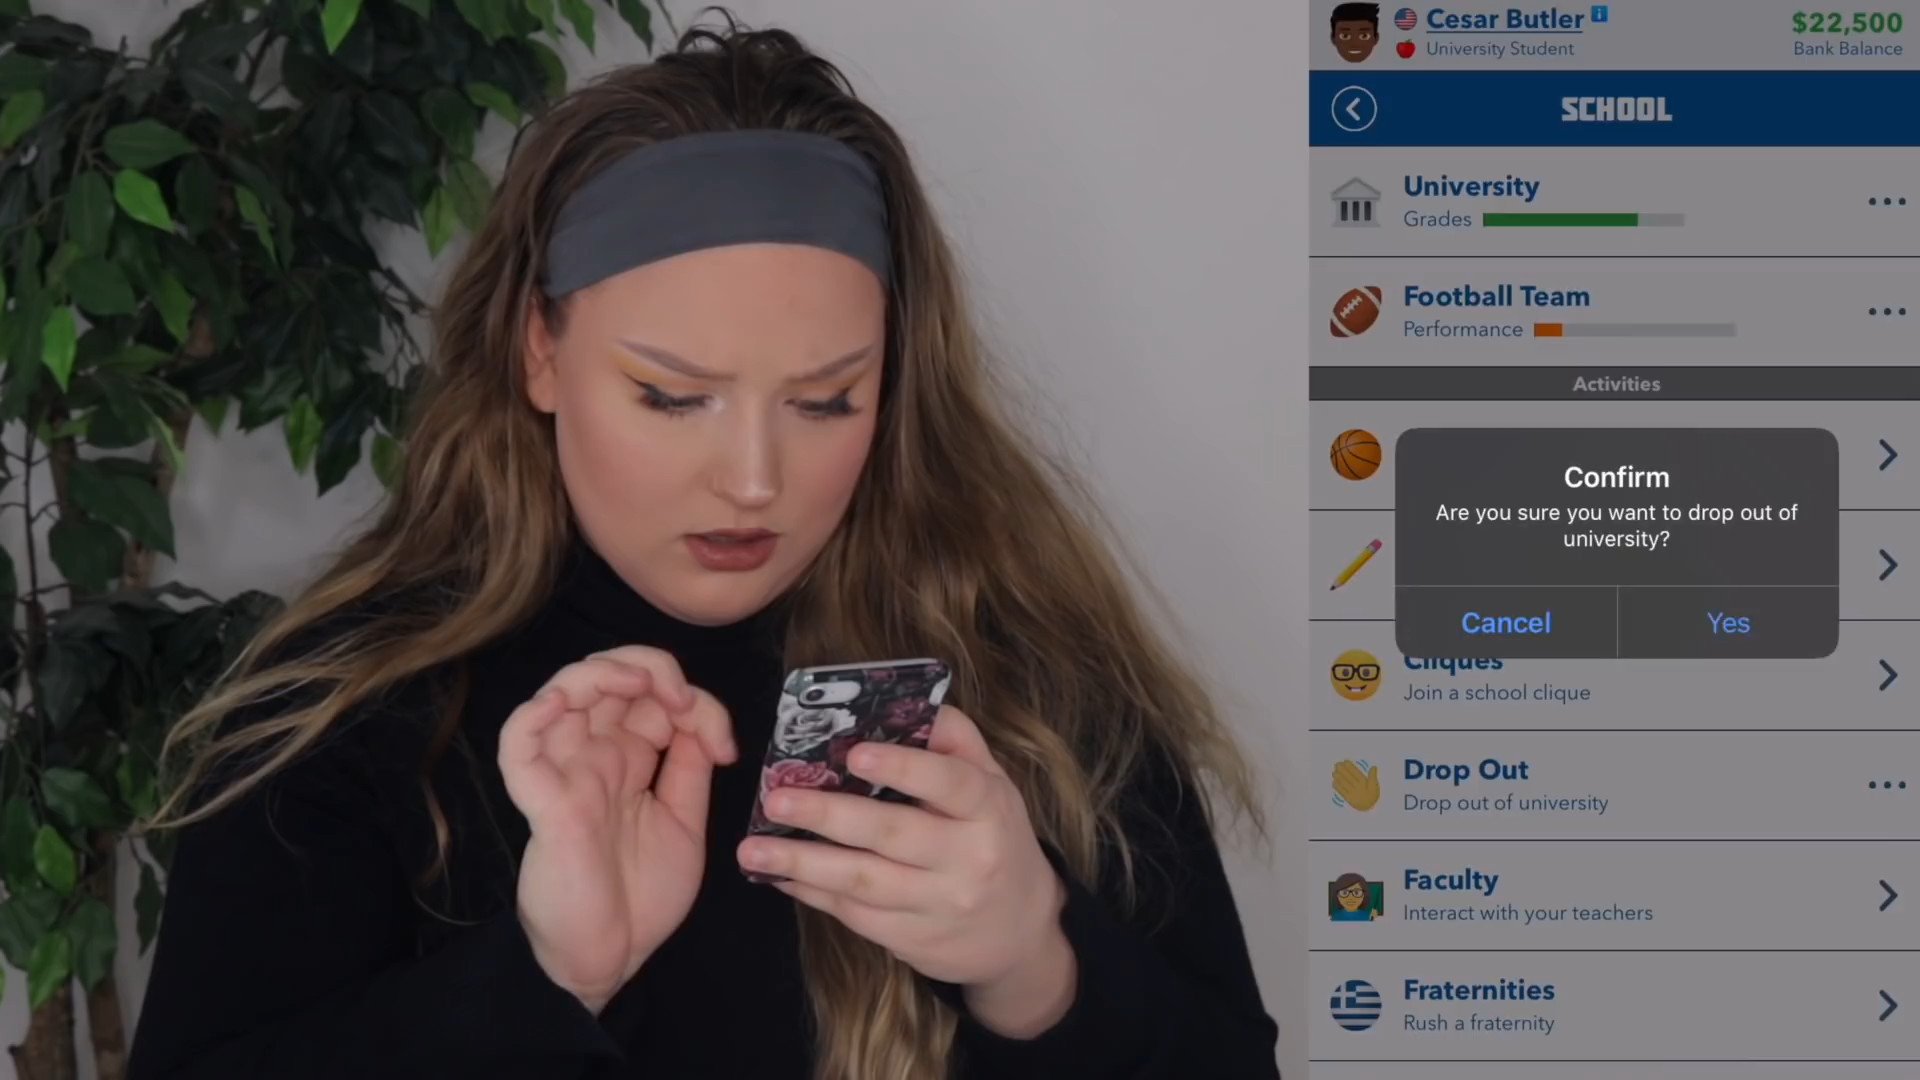 Cesar Butler
University Student
$22,500
Bank Balance
SCHOOL
University
Grades
Football Team
Performance
Activities
Confirm
Are you sure you want to drop out of
university?
Cancel
Yes
Cliques
Join a school clique
Drop Out
Drop out of university
Faculty
Interact with your teachers
Fraternities
Rush a fraternity